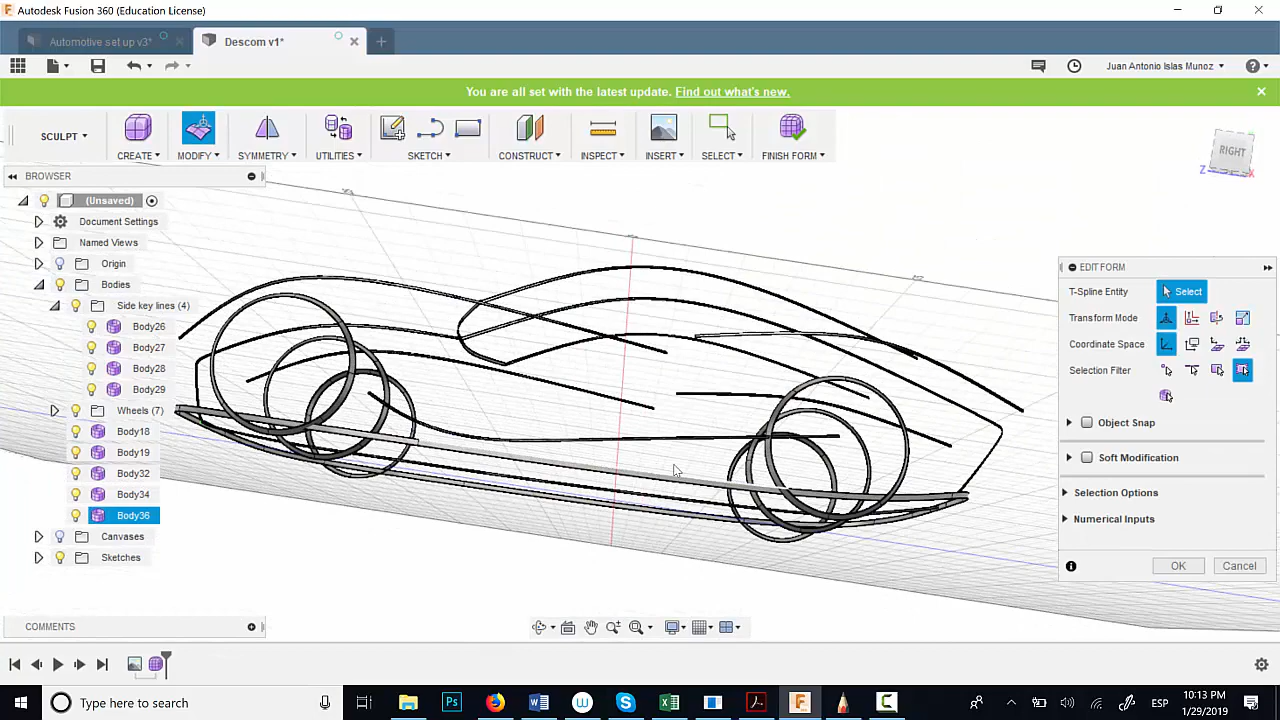 Autodesk Fusion 360 (Education License)
Automotive set up v3*
Descom v1*
Juan Antonio Islas Munoz
You are all set with the latest update. Find out what's new.
SCULPT
CREATE
MODIFY
SYMMETRY
UTILITIES
SKETCH
CONSTRUCT
INSPECT
INSERT
SELECT
FINISH FORM
RIGHT
Z
X
BROWSER
(Unsaved)
Document Settings
Named Views
Origin
Bodies
Side key lines (4)
Body26
Body27
Body28
Body29
Wheels (7)
Body18
Body19
Body32
Body34
Body36
Canvases
Sketches
EDIT FORM
T-Spline Entity
Select
Transform Mode
Coordinate Space
Selection Filter
Object Snap
Soft Modification
Selection Options
Numerical Inputs
OK
Cancel
COMMENTS
Type here to search
ESP
10:13 PM
1/29/2019